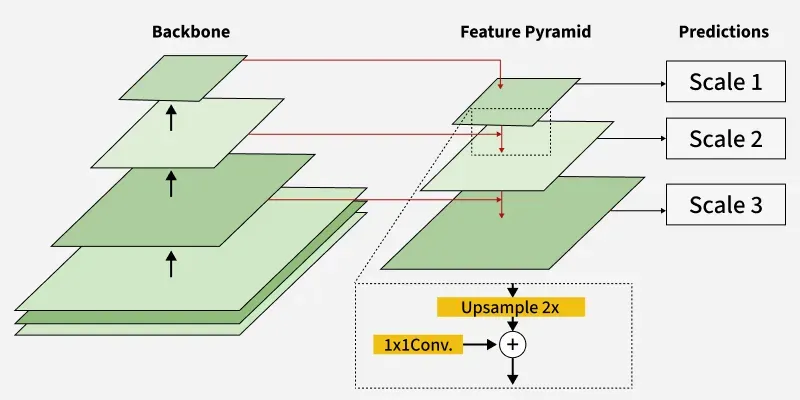 Backbone
Feature Pyramid
Predictions
Scale 1
Scale 2
Scale 3
Upsample 2x
1x1Conv.
+